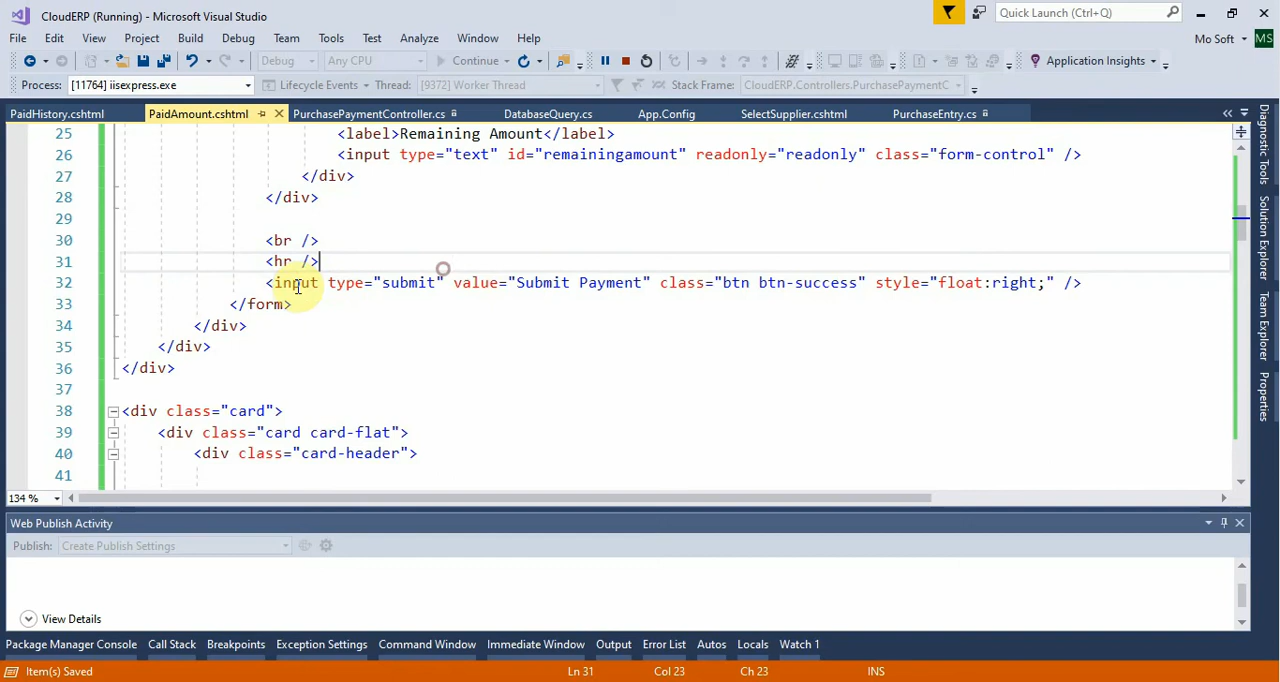 CloudERP (Running) - Microsoft Visual Studio
Quick Launch (Ctrl+Q)
File Edit View Project Build Debug Team Tools Test Analyze Window Help
Mo Soft MS
Debug Any CPU Continue Application Insights
Process: [11764] iisexpress.exe Lifecycle Events Thread: [9372] Worker Thread Stack Frame: CloudERP.Controllers.PurchasePaymentC
PaidHistory.cshtml PaidAmount.cshtml PurchasePaymentController.cs DatabaseQuery.cs App.Config SelectSupplier.cshtml PurchaseEntry.cs
25 <label>Remaining Amount</label>
26 <input type="text" id="remainingamount" readonly="readonly" class="form-control" />
27 </div>
28 </div>
29
30 <br />
31 <hr />
32 <input type="submit" value="Submit Payment" class="btn btn-success" style="float:right;" />
33 </form>
34 </div>
35 </div>
36 </div>
37
38 <div class="card">
39 <div class="card card-flat">
40 <div class="card-header">
41
134 %
Diagnostic Tools
Solution Explorer
Team Explorer
Properties
Web Publish Activity
Publish: Create Publish Settings
View Details
Package Manager Console Call Stack Breakpoints Exception Settings Command Window Immediate Window Output Error List Autos Locals Watch 1
Item(s) Saved Ln 31 Col 23 Ch 23 INS